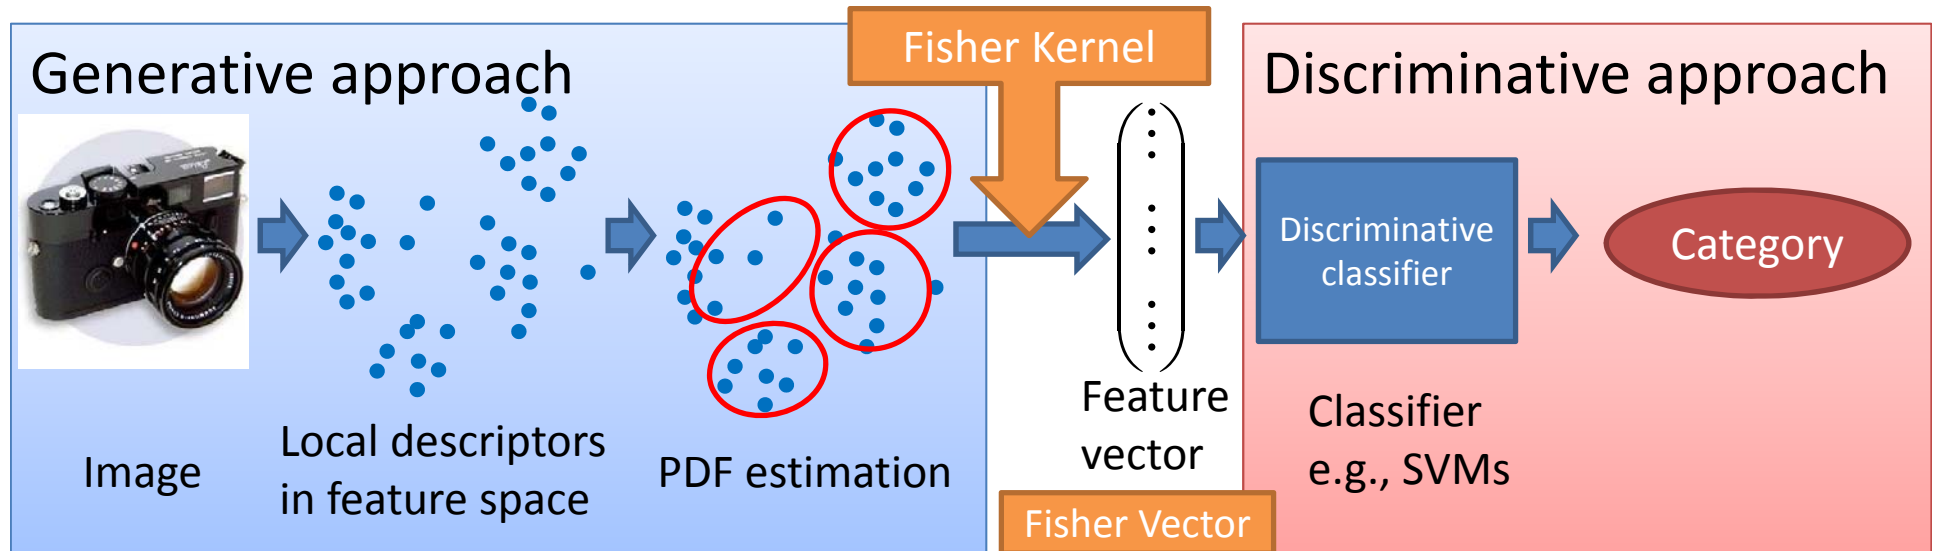 Generative approach
Fisher Kernel
Discriminative approach
Discriminative
classifier
Category
Image
Local descriptors
in feature space
PDF estimation
Feature
vector
Fisher Vector
Classifier
e.g., SVMs